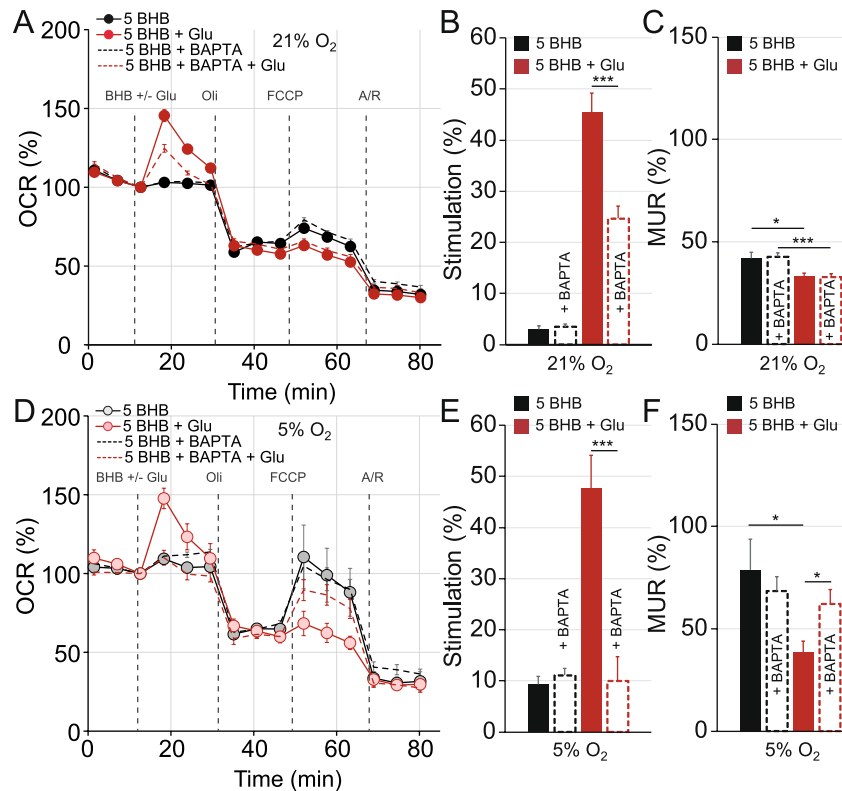 A
5 BHB
5 BHB + Glu
5 BHB + BAPTA
5 BHB + BAPTA + Glu
21% O2
BHB +/- Glu
Oli
FCCP
A/R
OCR (%)
200
150
100
50
0
0
20
40
60
80
Time (min)
B
5 BHB
5 BHB + Glu
***
Stimulation (%)
60
50
40
30
20
10
0
+ BAPTA
+ BAPTA
21% O2
C
5 BHB
5 BHB + Glu
*
***
MUR (%)
150
100
50
0
+ BAPTA
+ BAPTA
21% O2
D
5 BHB
5 BHB + Glu
5 BHB + BAPTA
5 BHB + BAPTA + Glu
5% O2
BHB +/- Glu
Oli
FCCP
A/R
OCR (%)
200
150
100
50
0
0
20
40
60
80
Time (min)
E
5 BHB
5 BHB + Glu
***
Stimulation (%)
60
50
40
30
20
10
0
+ BAPTA
+ BAPTA
5% O2
F
5 BHB
5 BHB + Glu
*
*
MUR (%)
150
100
50
0
+ BAPTA
+ BAPTA
5% O2